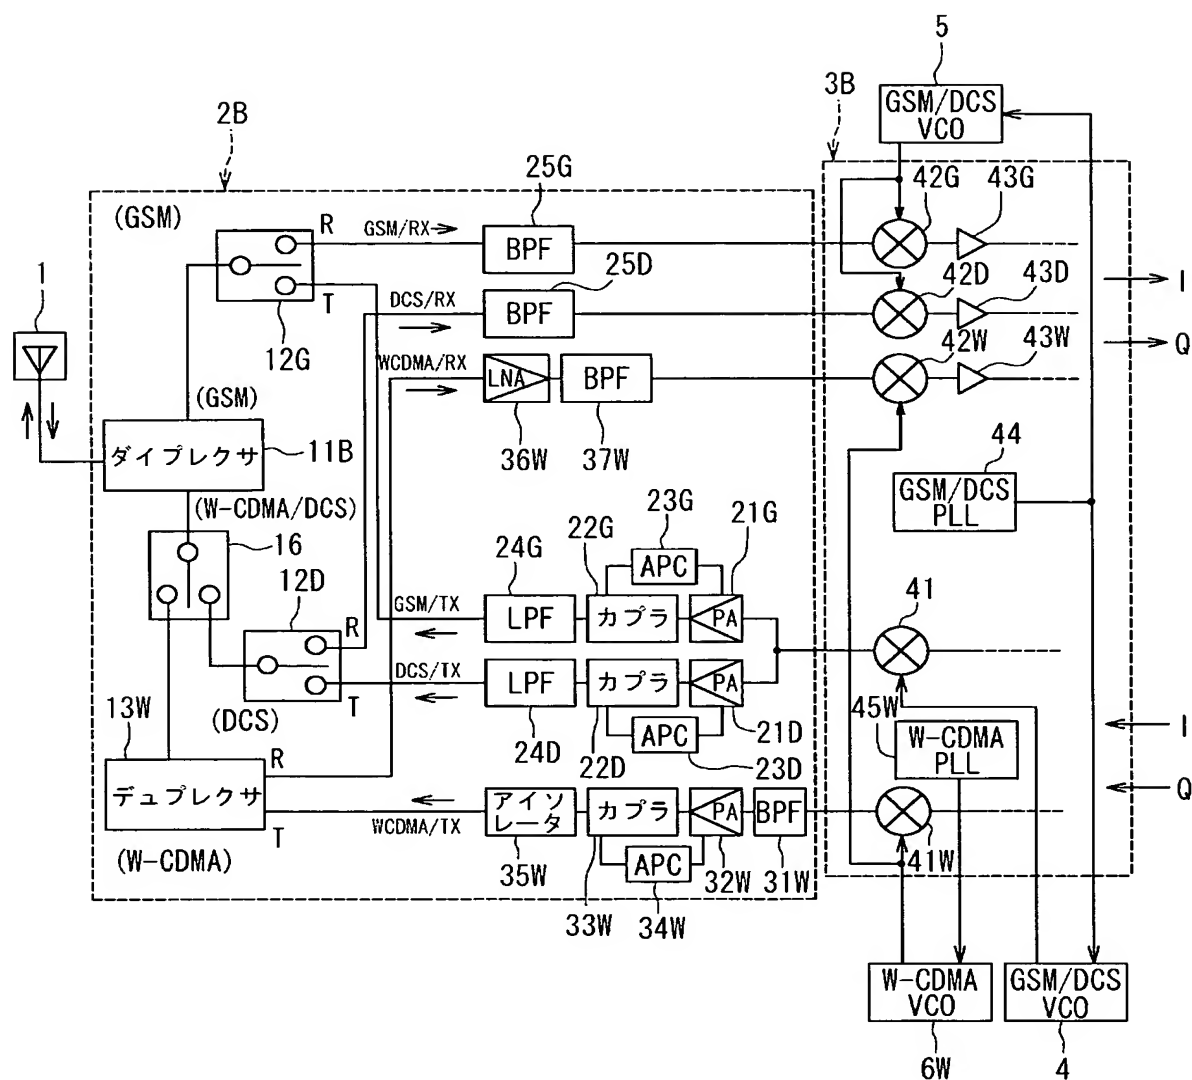 5
GSM/DCS
VCO
3B
2B
(GSM)
25G
R
GSM/RX
BPF
42G
43G
1
T
12G
25D
DCS/RX
BPF
42D
43D
I
Q
WCDMA/RX
LNA
BPF
42W
43W
36W
37W
(GSM)
ダイプレクサ
11B
(W-CDMA/DCS)
44
GSM/DCS
PLL
16
12D
24G
22G
23G
21G
APC
GSM/TX
LPF
カプラ
PA
41
R
DCS/TX
LPF
カプラ
PA
T
(DCS)
24D
22D
APC
23D
21D
45W
W-CDMA
PLL
I
Q
13W
デュプレクサ
R
T
(W-CDMA)
WCDMA/TX
アイソ
レータ
カプラ
PA
BPF
35W
APC
32W
31W
41W
33W
34W
W-CDMA
VCO
GSM/DCS
VCO
6W
4